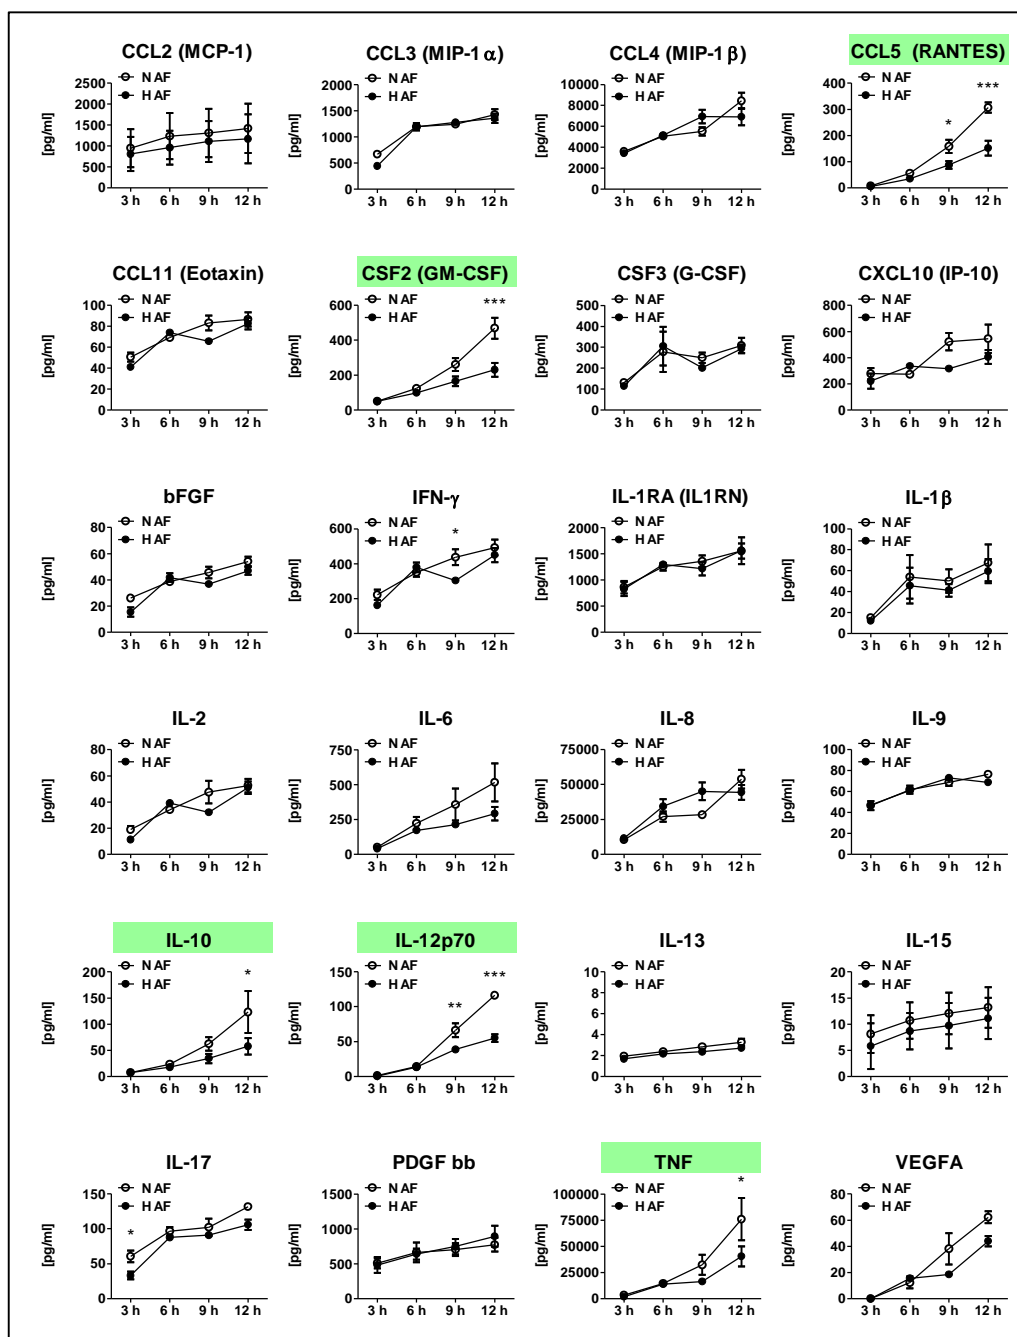 CCL2 (MCP-1)
NAF
HAF
[pg/ml]
2500
2000
1500
1000
500
0
3 h 6 h 9 h 12 h
CCL3 (MIP-1 α)
NAF
HAF
[pg/ml]
2000
1500
1000
500
0
3 h 6 h 9 h 12 h
CCL4 (MIP-1 β)
NAF
HAF
[pg/ml]
10000
8000
6000
4000
2000
0
3 h 6 h 9 h 12 h
CCL5 (RANTES)
NAF
HAF
[pg/ml]
400
300
200
100
0
*
***
3 h 6 h 9 h 12 h
CCL11 (Eotaxin)
NAF
HAF
[pg/ml]
100
80
60
40
20
0
3 h 6 h 9 h 12 h
CSF2 (GM-CSF)
NAF
HAF
[pg/ml]
600
400
200
0
***
3 h 6 h 9 h 12 h
CSF3 (G-CSF)
NAF
HAF
[pg/ml]
500
400
300
200
100
0
3 h 6 h 9 h 12 h
CXCL10 (IP-10)
NAF
HAF
[pg/ml]
800
600
400
200
0
3 h 6 h 9 h 12 h
bFGF
NAF
HAF
[pg/ml]
80
60
40
20
0
3 h 6 h 9 h 12 h
IFN-γ
NAF
HAF
[pg/ml]
600
400
200
0
*
3 h 6 h 9 h 12 h
IL-1RA (IL1RN)
NAF
HAF
[pg/ml]
2000
1500
1000
500
0
3 h 6 h 9 h 12 h
IL-1β
NAF
HAF
[pg/ml]
100
80
60
40
20
0
3 h 6 h 9 h 12 h
IL-2
NAF
HAF
[pg/ml]
80
60
40
20
0
3 h 6 h 9 h 12 h
IL-6
NAF
HAF
[pg/ml]
750
500
250
0
3 h 6 h 9 h 12 h
IL-8
NAF
HAF
[pg/ml]
75000
50000
25000
0
3 h 6 h 9 h 12 h
IL-9
NAF
HAF
[pg/ml]
100
80
60
40
20
0
3 h 6 h 9 h 12 h
IL-10
NAF
HAF
[pg/ml]
200
150
100
50
0
*
3 h 6 h 9 h 12 h
IL-12p70
NAF
HAF
[pg/ml]
150
100
50
0
**
***
3 h 6 h 9 h 12 h
IL-13
NAF
HAF
[pg/ml]
10
8
6
4
2
0
3 h 6 h 9 h 12 h
IL-15
NAF
HAF
[pg/ml]
20
15
10
5
0
3 h 6 h 9 h 12 h
IL-17
NAF
HAF
[pg/ml]
150
100
50
0
*
3 h 6 h 9 h 12 h
PDGF bb
NAF
HAF
[pg/ml]
1500
1000
500
0
3 h 6 h 9 h 12 h
TNF
NAF
HAF
[pg/ml]
100000
75000
50000
25000
0
*
3 h 6 h 9 h 12 h
VEGFA
NAF
HAF
[pg/ml]
80
60
40
20
0
3 h 6 h 9 h 12 h